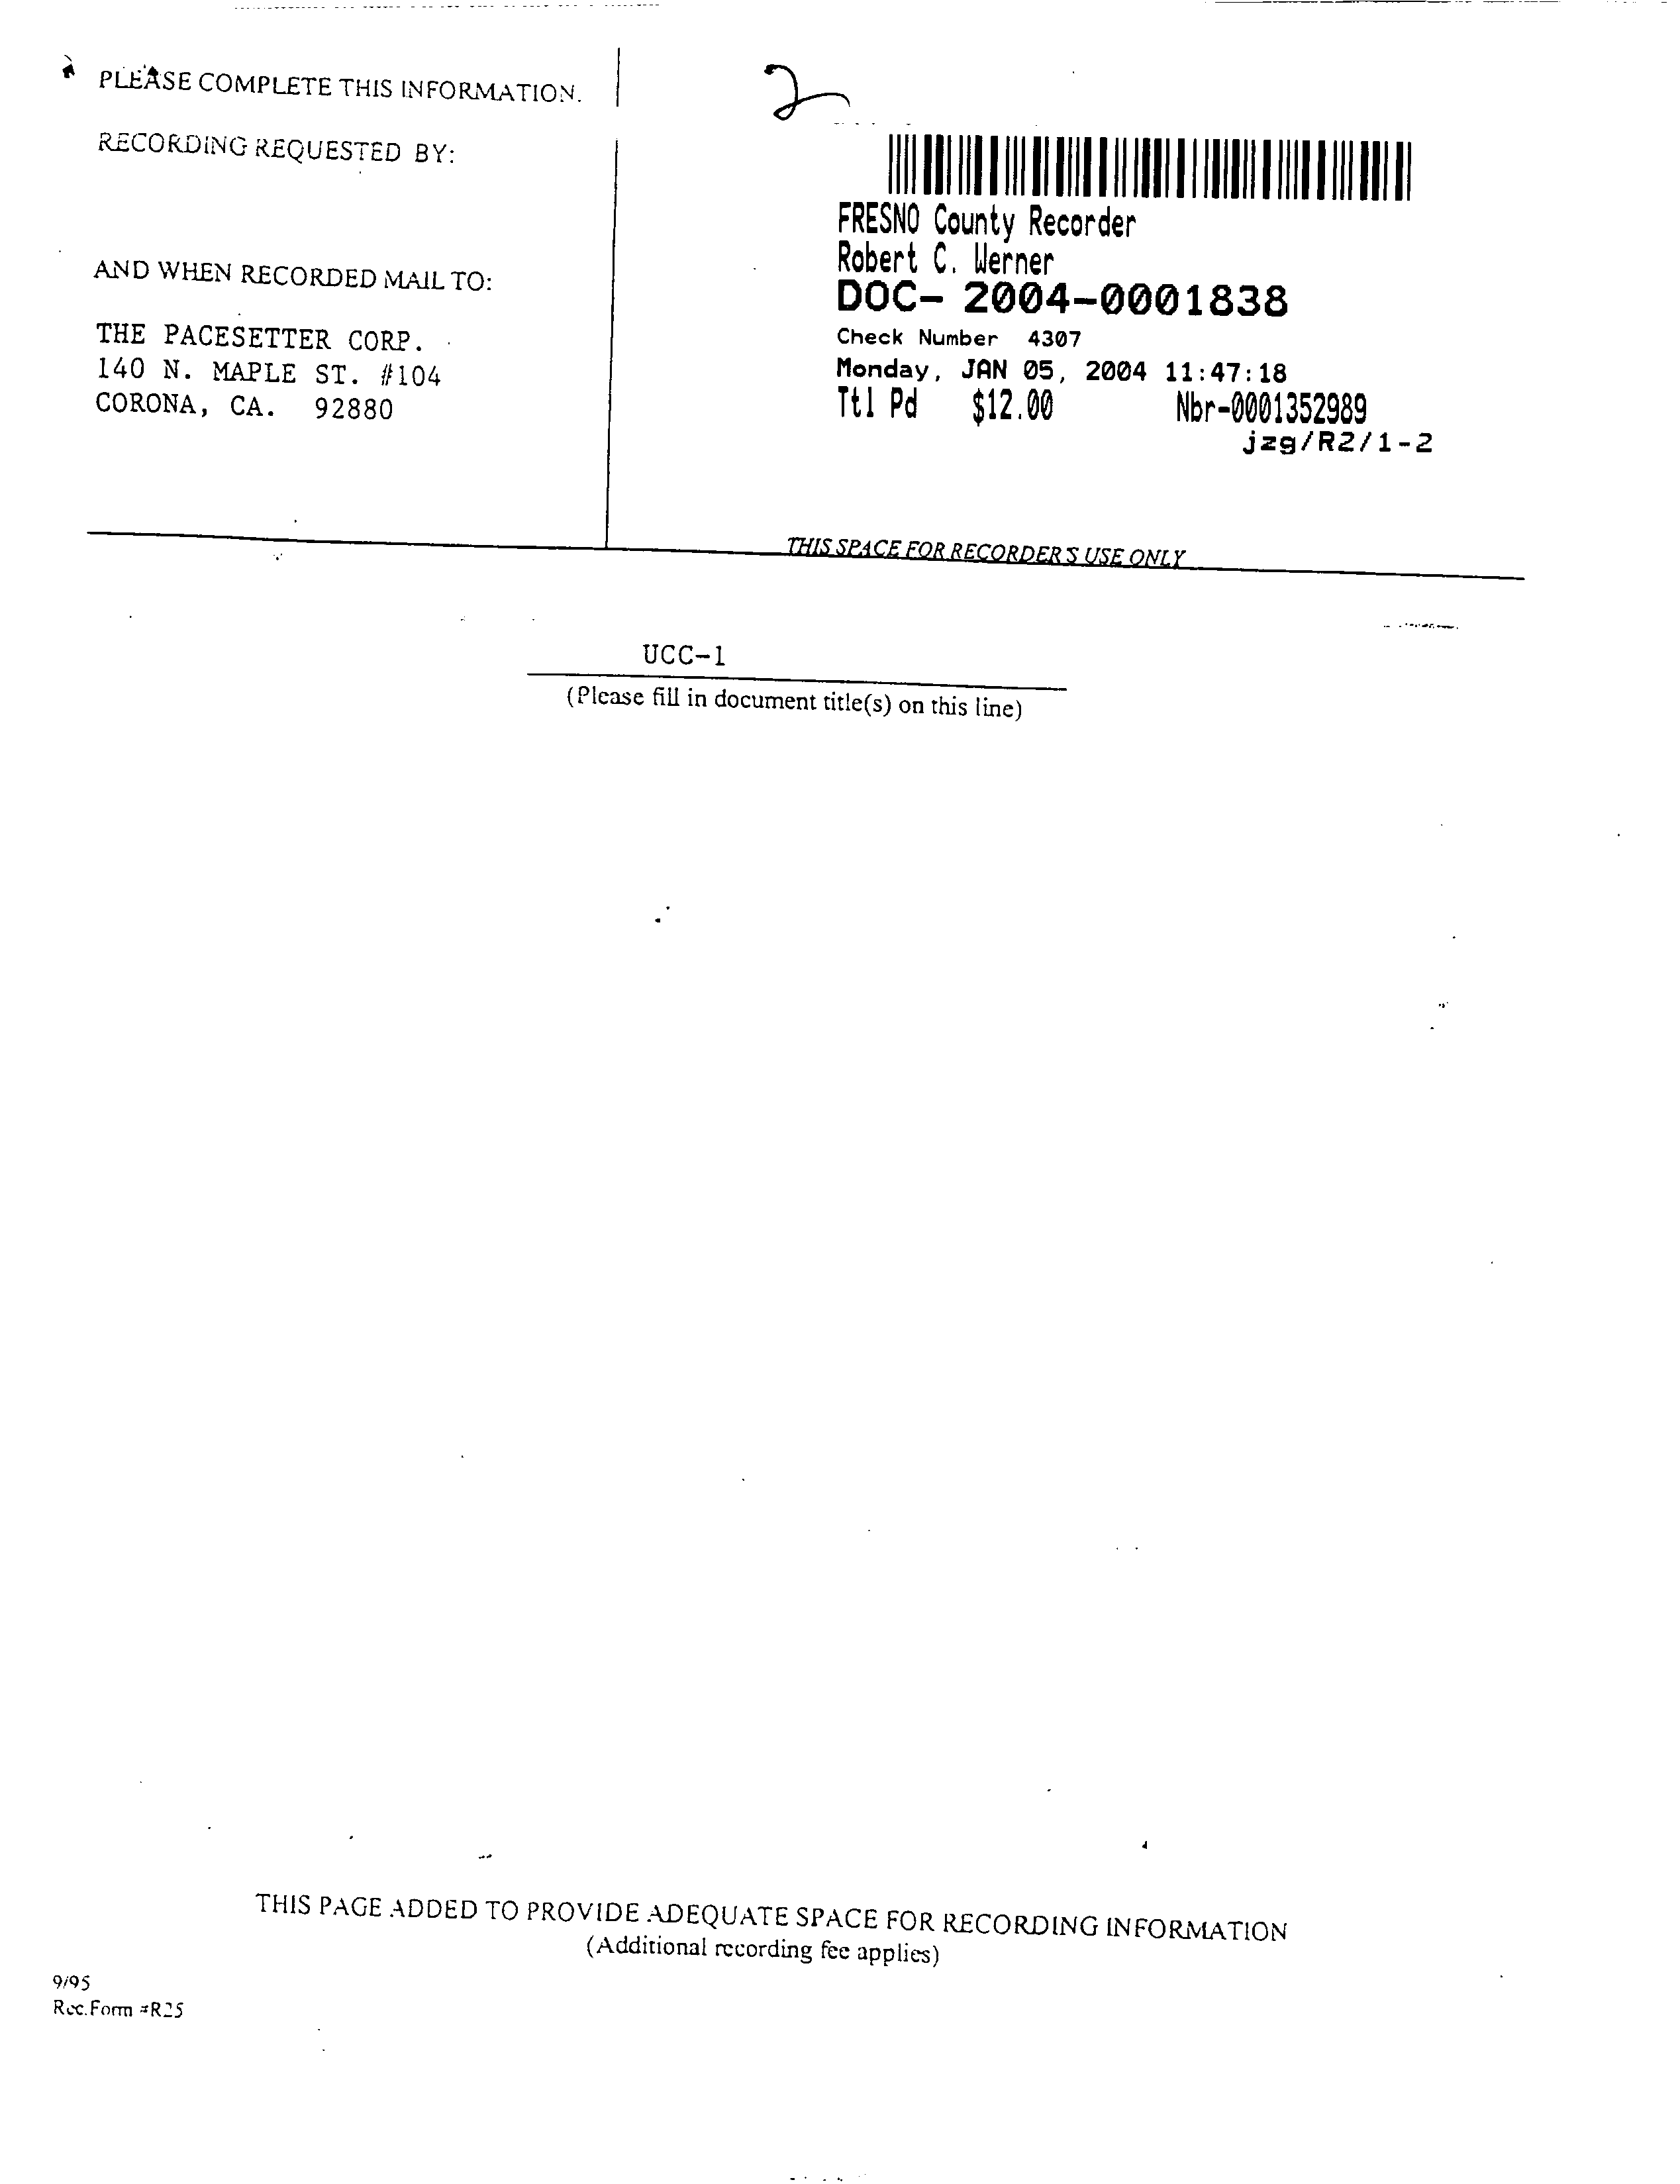 PLEASE COMPLETE THIS INFORMATION.
RECORDING REQUESTED BY:
AND WHEN RECORDED MAIL TO:
THE PACESETTER CORP.
140 N. MAPLE ST. #104
CORONA, CA. 92880
2
FRESNO County Recorder
Robert C. Werner
DOC- 2004-0001838
Check Number 4307
Monday, JAN 05, 2004 11:47:18
Ttl Pd $12.00 Nbr-0001352989
jzg/R2/1-2
THIS SPACE FOR RECORDER'S USE ONLY
UCC-1
(Please fill in document title(s) on this line)
THIS PAGE ADDED TO PROVIDE ADEQUATE SPACE FOR RECORDING INFORMATION
(Additional recording fee applies)
9/95
Rec.Form #R25